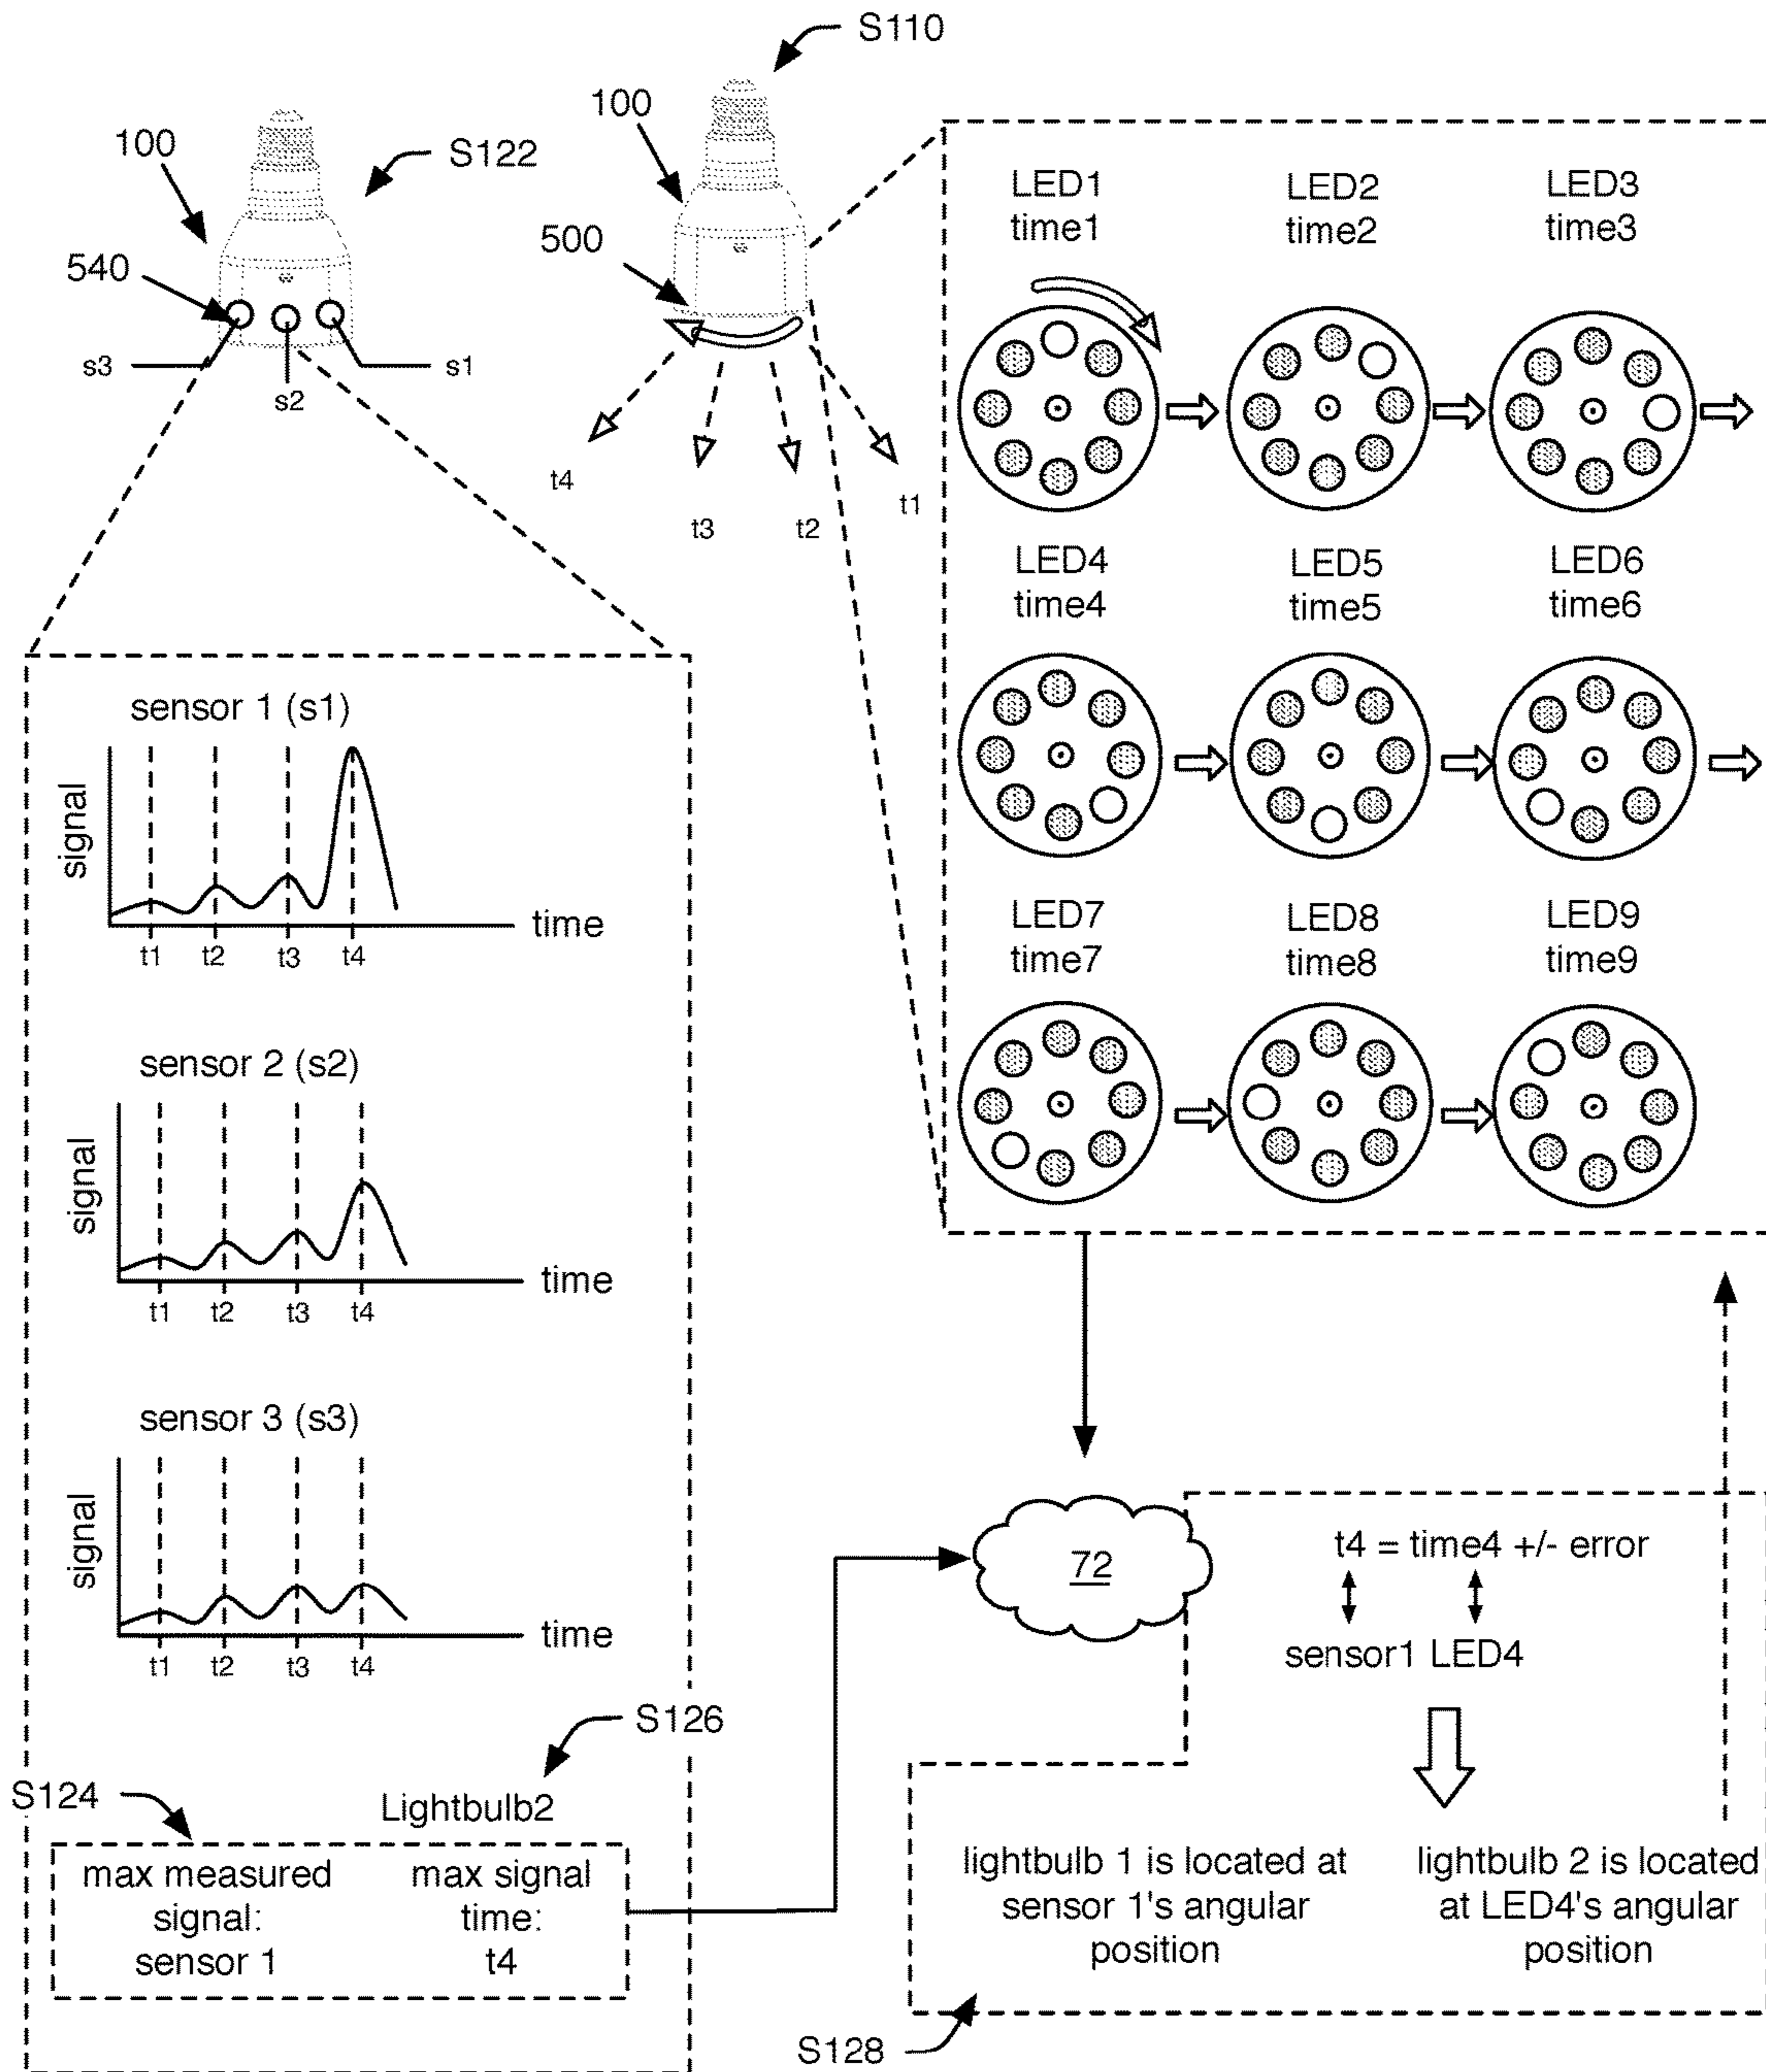 S110
100
S122
100
540
500
s3
s2
s1
t4
t3
t2
t1
LED1
time1
LED2
time2
LED3
time3
LED4
time4
LED5
time5
LED6
time6
LED7
time7
LED8
time8
LED9
time9
sensor 1 (s1)
signal
time
t1 t2 t3 t4
sensor 2 (s2)
signal
time
t1 t2 t3 t4
sensor 3 (s3)
signal
time
t1 t2 t3 t4
S126
S124
Lightbulb2
max measured
signal:
sensor 1
max signal
time:
t4
72
t4 = time4 +/- error
sensor1 LED4
lightbulb 1 is located at
sensor 1's angular
position
lightbulb 2 is located
at LED4's angular
position
S128